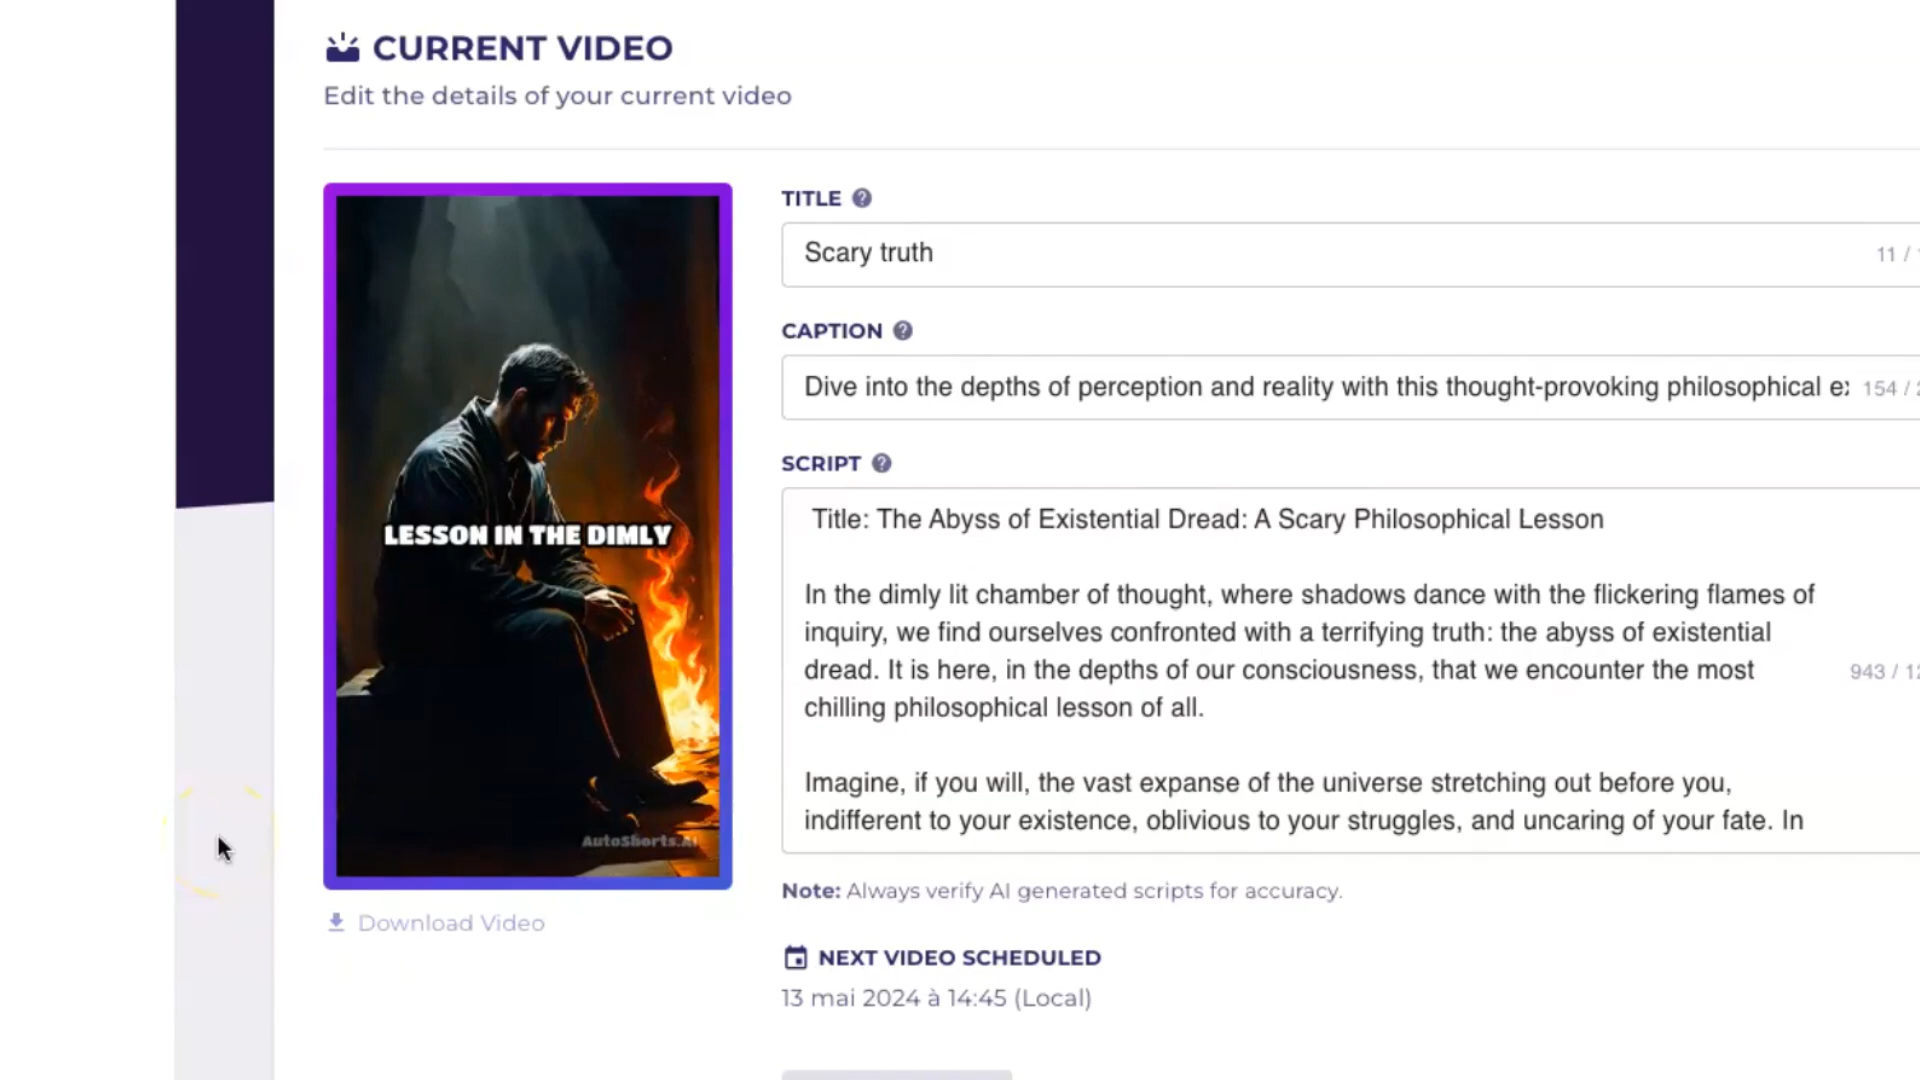 CURRENT VIDEO
Edit the details of your current video
TITLE
Scary truth
11 /
CAPTION
Dive into the depths of perception and reality with this thought-provoking philosophical
154 /
SCRIPT
Title: The Abyss of Existential Dread: A Scary Philosophical Lesson
In the dimly lit chamber of thought, where shadows dance with the flickering flames of
inquiry, we find ourselves confronted with a terrifying truth: the abyss of existential
dread. It is here, in the depths of our consciousness, that we encounter the most
chilling philosophical lesson of all.
943 /
Imagine, if you will, the vast expanse of the universe stretching out before you,
indifferent to your existence, oblivious to your struggles, and uncaring of your fate. In
LESSON IN THE DIMLY
AutoShorts.AI
Download Video
Note: Always verify AI generated scripts for accuracy.
NEXT VIDEO SCHEDULED
13 mai 2024 à 14:45 (Local)